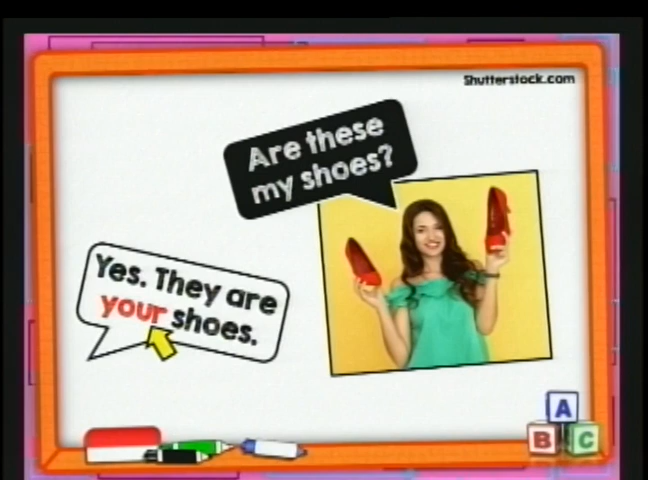 Shutterstock.com
Are these
my shoes?
Yes. They are
your shoes.
A
B C